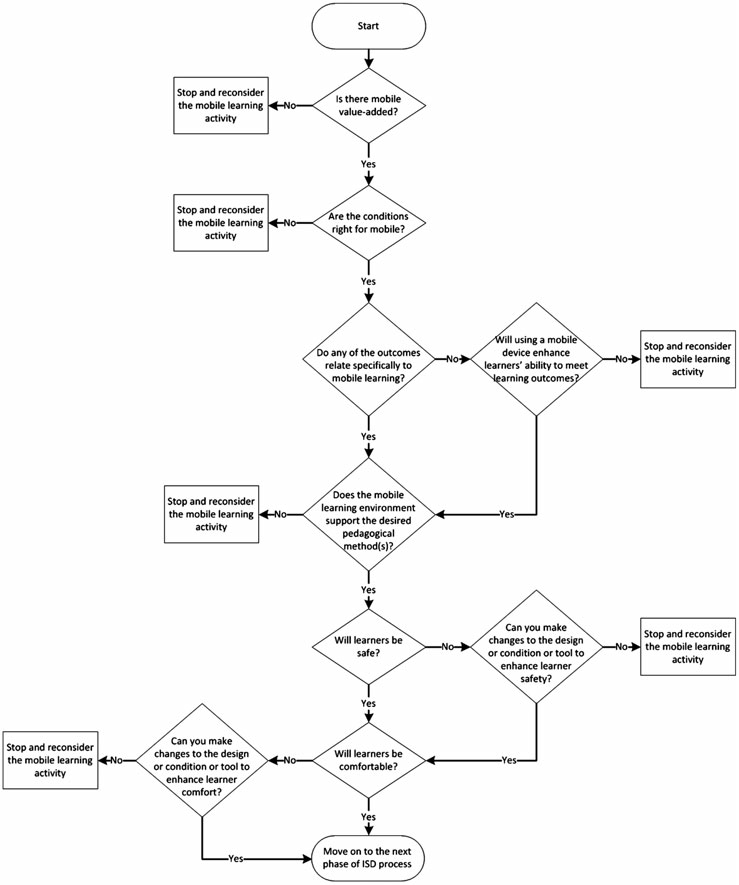 Start
Is there mobile
value-added?
No
Stop and reconsider
the mobile learning
activity
Yes
Are the conditions
right for mobile?
No
Stop and reconsider
the mobile learning
activity
Yes
Do any of the outcomes
relate specifically to
mobile learning?
No
Will using a mobile
device enhance
learners' ability to meet
learning outcomes?
No
Stop and reconsider
the mobile learning
activity
Yes
Yes
Does the mobile
learning environment
support the desired
pedagogical
method(s)?
No
Stop and reconsider
the mobile learning
activity
Yes
Will learners be
safe?
No
Can you make
changes to the design
or condition or tool to
enhance learner
safety?
No
Stop and reconsider
the mobile learning
activity
Yes
Yes
Will learners be
comfortable?
No
Can you make
changes to the design
or condition or tool to
enhance learner
comfort?
No
Stop and reconsider
the mobile learning
activity
Yes
Yes
Move on to the next
phase of ISD process